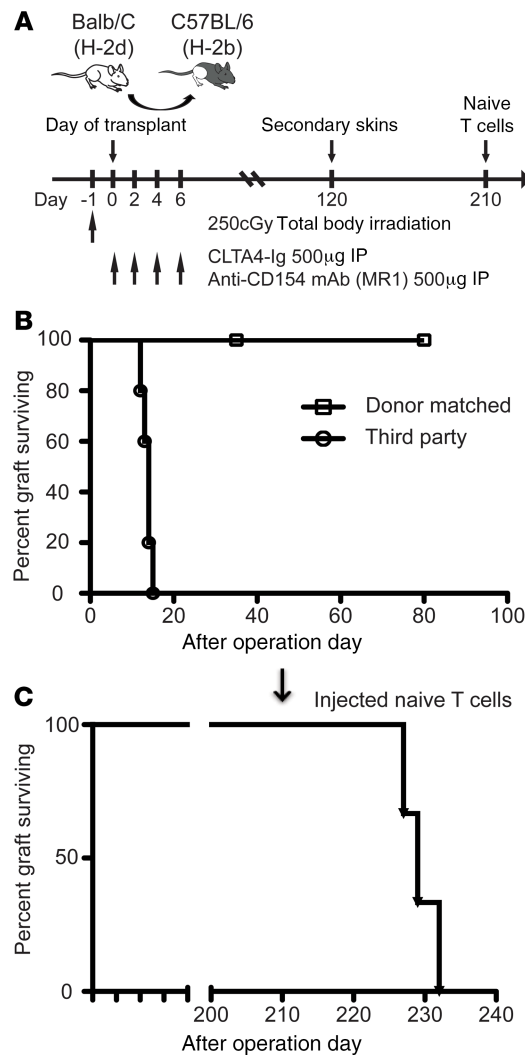 A
Balb/C C57BL/6
(H-2d) (H-2b)
Naive
Day of transplant Secondary skins T cells
Day -1 0 2 4 6 120 210
250cGy Total body irradiation
CLTA4-Ig 500µg IP
Anti-CD154 mAb (MR1) 500µg IP
B
Percent graft surviving
100
80
60
40
20
0
Donor matched
Third party
0 20 40 60 80 100
After operation day
C
Injected naive T cells
Percent graft surviving
100
50
0
200 210 220 230 240
After operation day